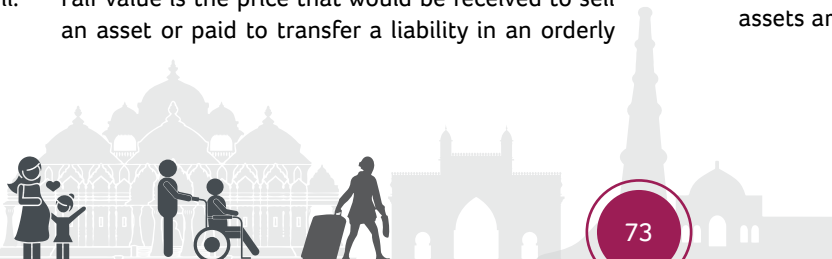 ii. Fair value is the price that would be received to sell
an asset or paid to transfer a liability in an orderly
assets
73